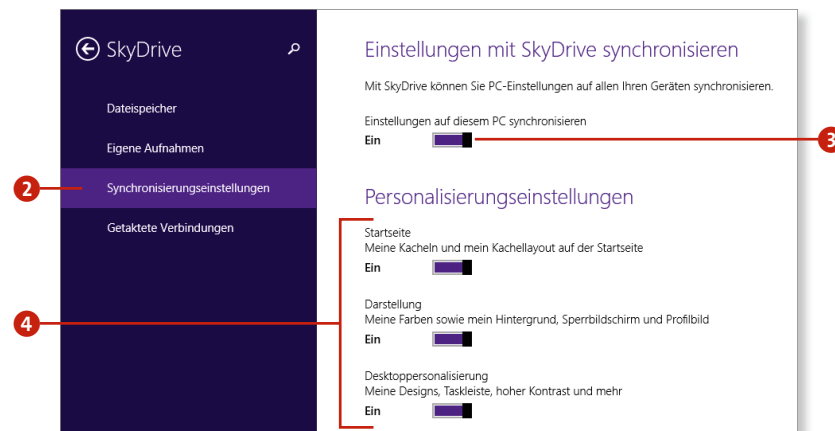 SkyDrive
Dateispeicher
Eigene Aufnahmen
2
Synchronisierungseinstellungen
Getaktete Verbindungen
4
Einstellungen mit SkyDrive synchronisieren
Mit SkyDrive können Sie PC-Einstellungen auf allen Ihren Geräten synchronisieren.
Einstellungen auf diesem PC synchronisieren
Ein
3
Personalisierungseinstellungen
Startseite
Meine Kacheln und mein Kachellayout auf der Startseite
Ein
Darstellung
Meine Farben sowie mein Hintergrund, Sperrbildschirm und Profilbild
Ein
Desktoppersonalisierung
Meine Designs, Taskleiste, hoher Kontrast und mehr
Ein